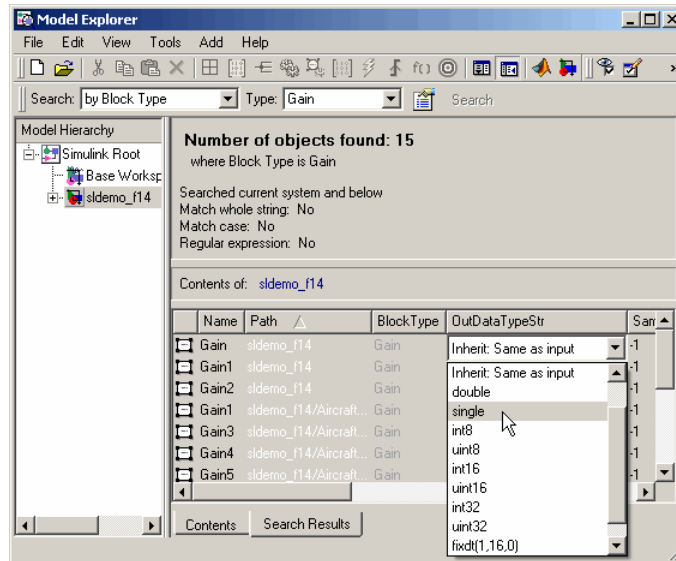 Model Explorer
File Edit View Tools Add Help
Search: by Block Type Type: Gain Search
Model Hierarchy
Simulink Root
Base Worksp
sldemo_f14
Number of objects found: 15
where Block Type is Gain
Searched current system and below
Match whole string: No
Match case: No
Regular expression: No
Contents of: sldemo_f14
Name Path BlockType OutDataTypeStr Sam
Gain sldemo_f14 Gain Inherit: Same as input -1
Gain1 sldemo_f14 Gain -1
Gain2 sldemo_f14 Gain -1
Gain1 sldemo_f14/Aircraft... Gain -1
Gain3 sldemo_f14/Aircraft... Gain -1
Gain4 sldemo_f14/Aircraft... Gain -1
Gain5 sldemo_f14/Aircraft... Gain -1
Inherit: Same as input
double
single
int8
uint8
int16
uint16
int32
uint32
fixdt(1,16,0)
Contents Search Results